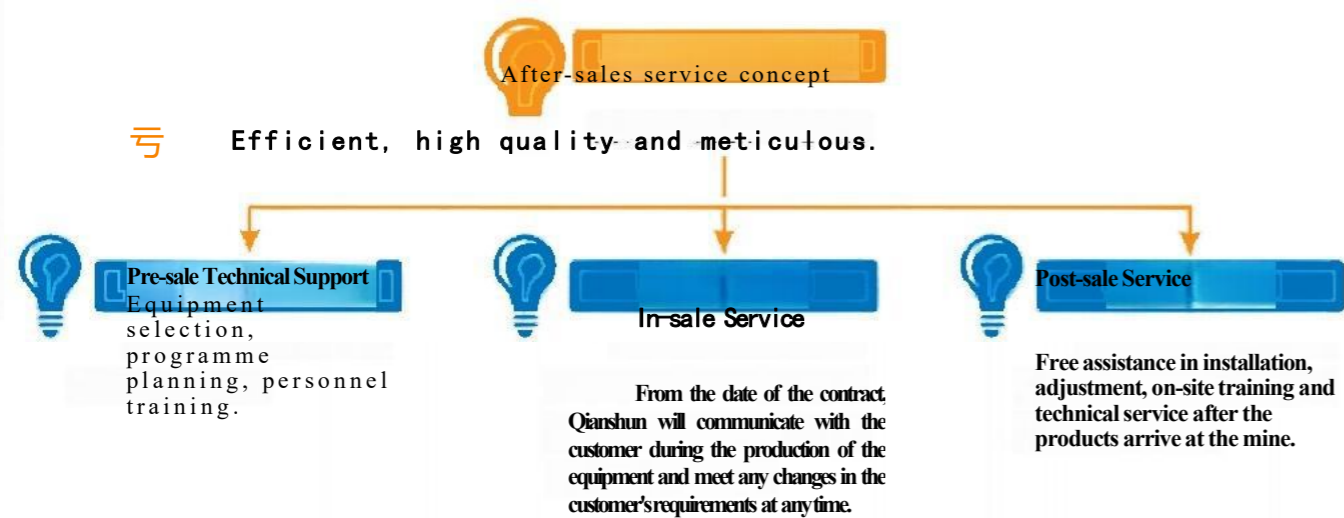 After-sales service concept
亏 Efficient, high quality and meticulous.
Pre-sale Technical Support
Equipment
selection,
programme
planning, personnel
training.
In-sale Service
From the date of the contract,
Qianshun will communicate with the
customer during the production of the
equipment and meet any changes in the
customer's requirements at any time.
Post-sale Service
Free assistance in installation,
adjustment, on-site training and
technical service after the
products arrive at the mine.